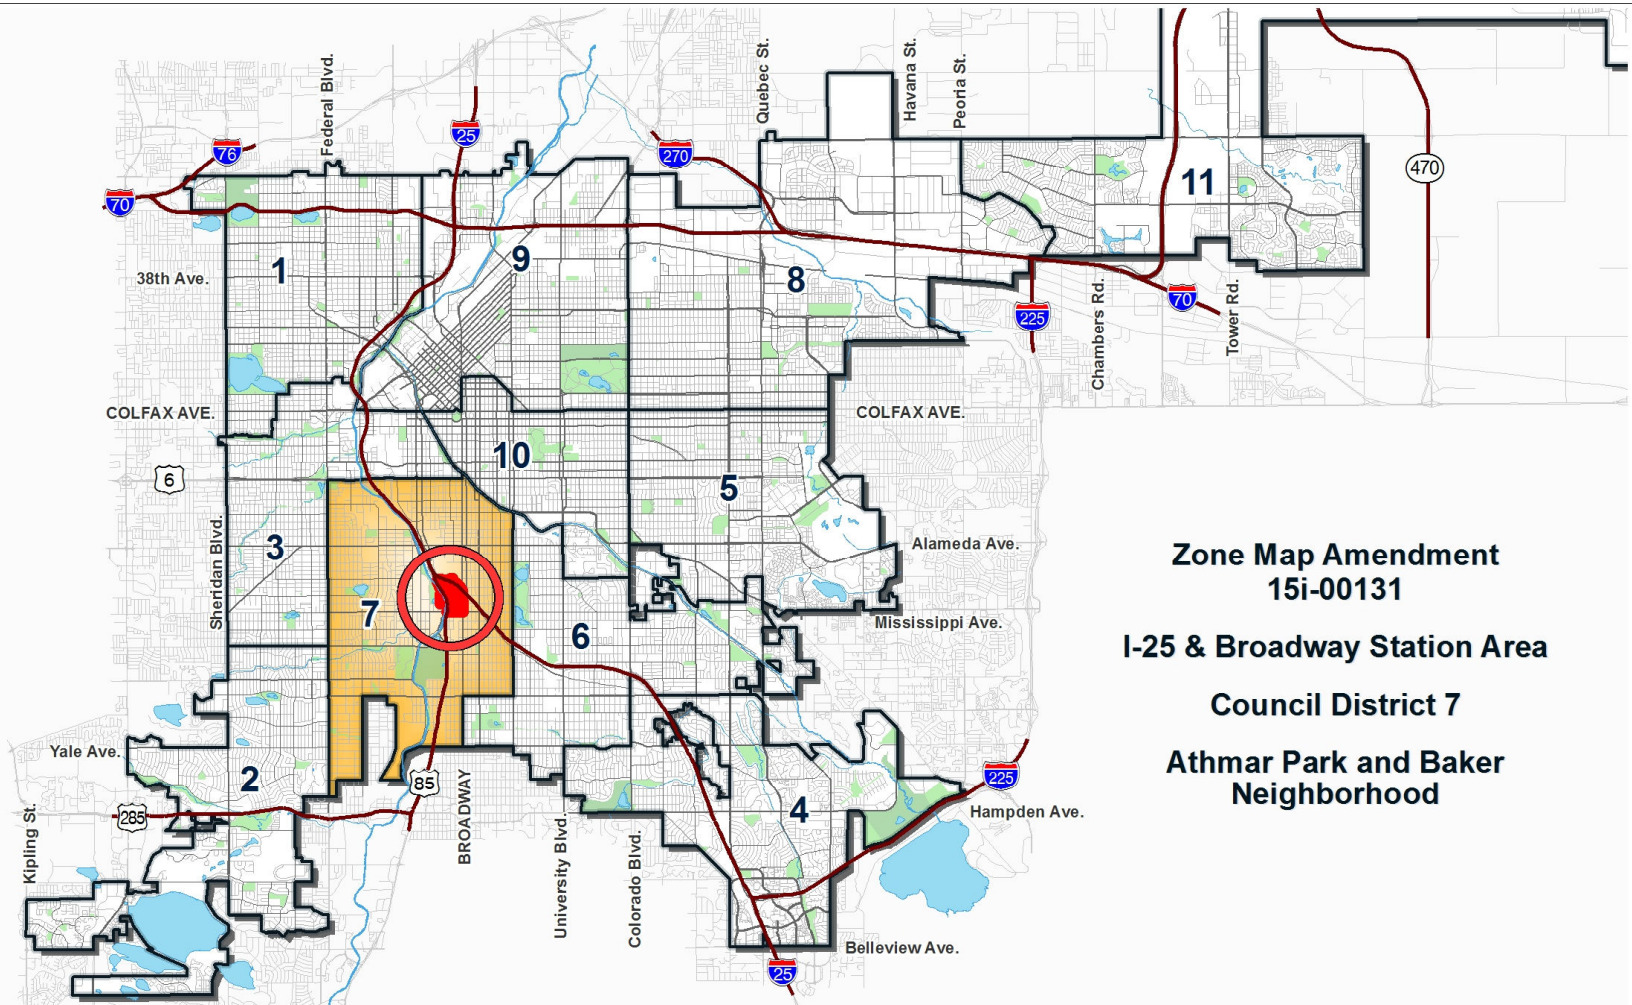 Federal Blvd.
Quebec St.
Havana St.
Peoria St.
25
76
270
470
70
11
1
9
8
38th Ave.
70
225
Chambers Rd.
Tower Rd.
COLFAX AVE.
COLFAX AVE.
10
6
5
Sheridan Blvd.
3
Alameda Ave.
7
6
Mississippi Ave.
Yale Ave.
2
85
225
Kipling St.
285
BROADWAY
4
Hampden Ave.
University Blvd.
Colorado Blvd.
Belleview Ave.
25
Zone Map Amendment
15i-00131
I-25 & Broadway Station Area
Council District 7
Athmar Park and Baker
Neighborhood